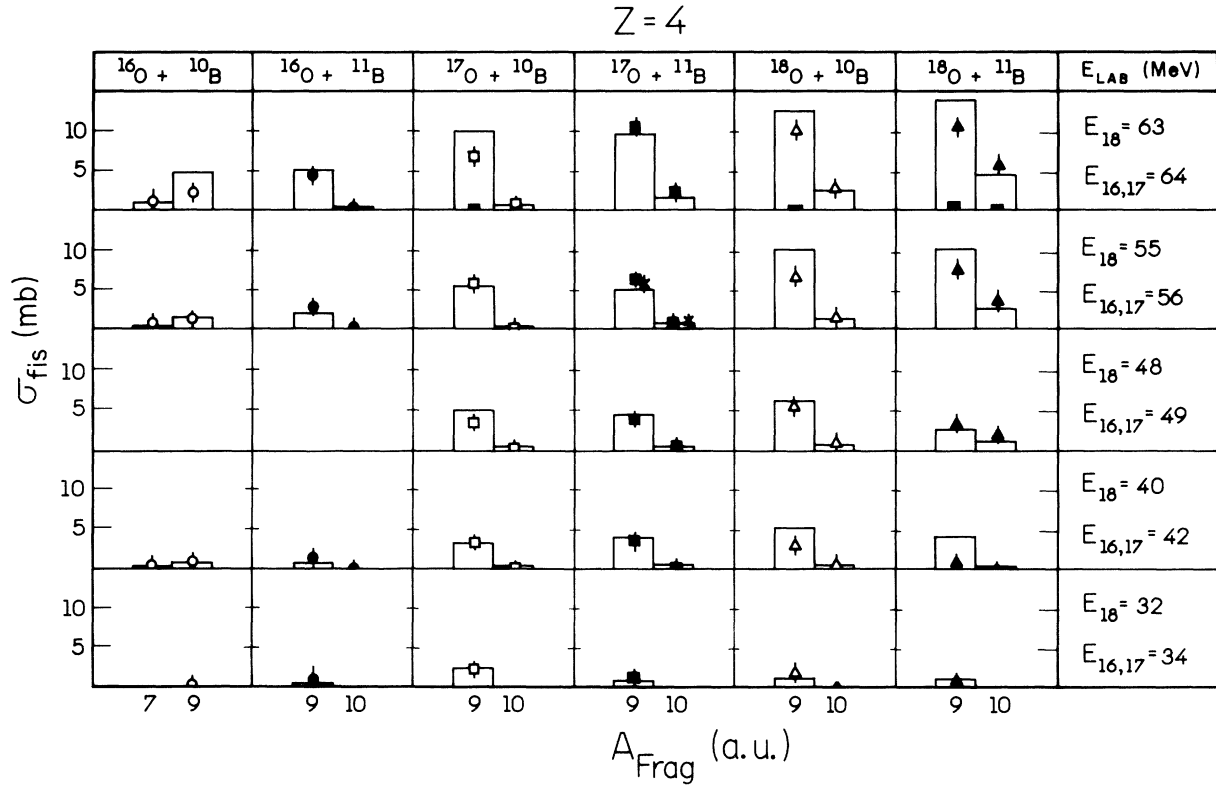 Z = 4
¹⁶O + ¹⁰B ¹⁶O + ¹¹B ¹⁷O + ¹⁰B ¹⁷O + ¹¹B ¹⁸O + ¹⁰B ¹⁸O + ¹¹B E_LAB (MeV)
10
5
E₁₈ = 63
E₁₆,₁₇ = 64
10
5
E₁₈ = 55
E₁₆,₁₇ = 56
10
5
E₁₈ = 48
E₁₆,₁₇ = 49
10
5
E₁₈ = 40
E₁₆,₁₇ = 42
10
5
E₁₈ = 32
E₁₆,₁₇ = 34
σ_fis (mb)
7 9 9 10 9 10 9 10 9 10 9 10
A_Frag (a.u.)